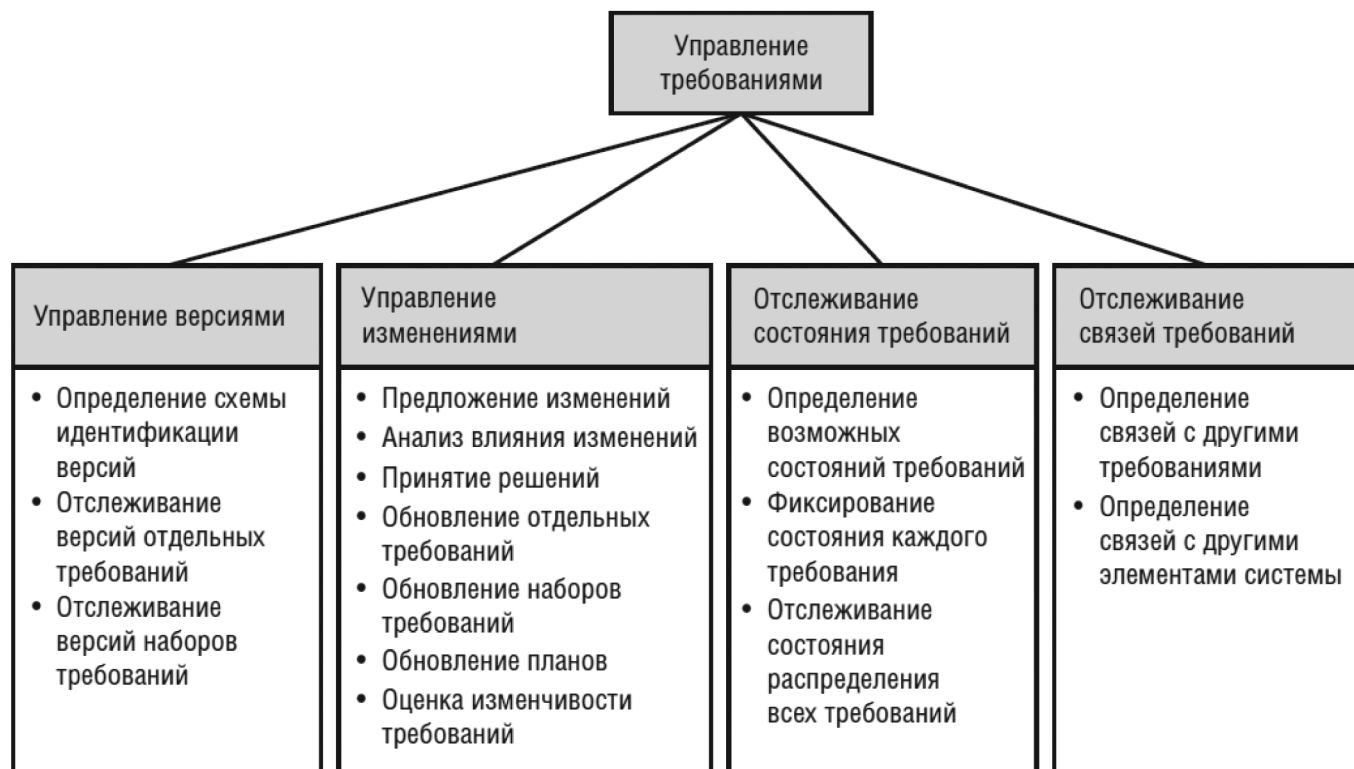 Управление
требованиями
Управление версиями
• Определение схемы
идентификации
версий
• Отслеживание
версий отдельных
требований
• Отслеживание
версий наборов
требований
Управление
изменениями
• Предложение изменений
• Анализ влияния изменений
• Принятие решений
• Обновление отдельных
требований
• Обновление наборов
требований
• Обновление планов
• Оценка изменчивости
требований
Отслеживание
состояния требований
• Определение
возможных
состояний требований
• Фиксирование
состояния каждого
требования
• Отслеживание
состояния
распределения
всех требований
Отслеживание
связей требований
• Определение
связей с другими
требованиями
• Определение
связей с другими
элементами системы